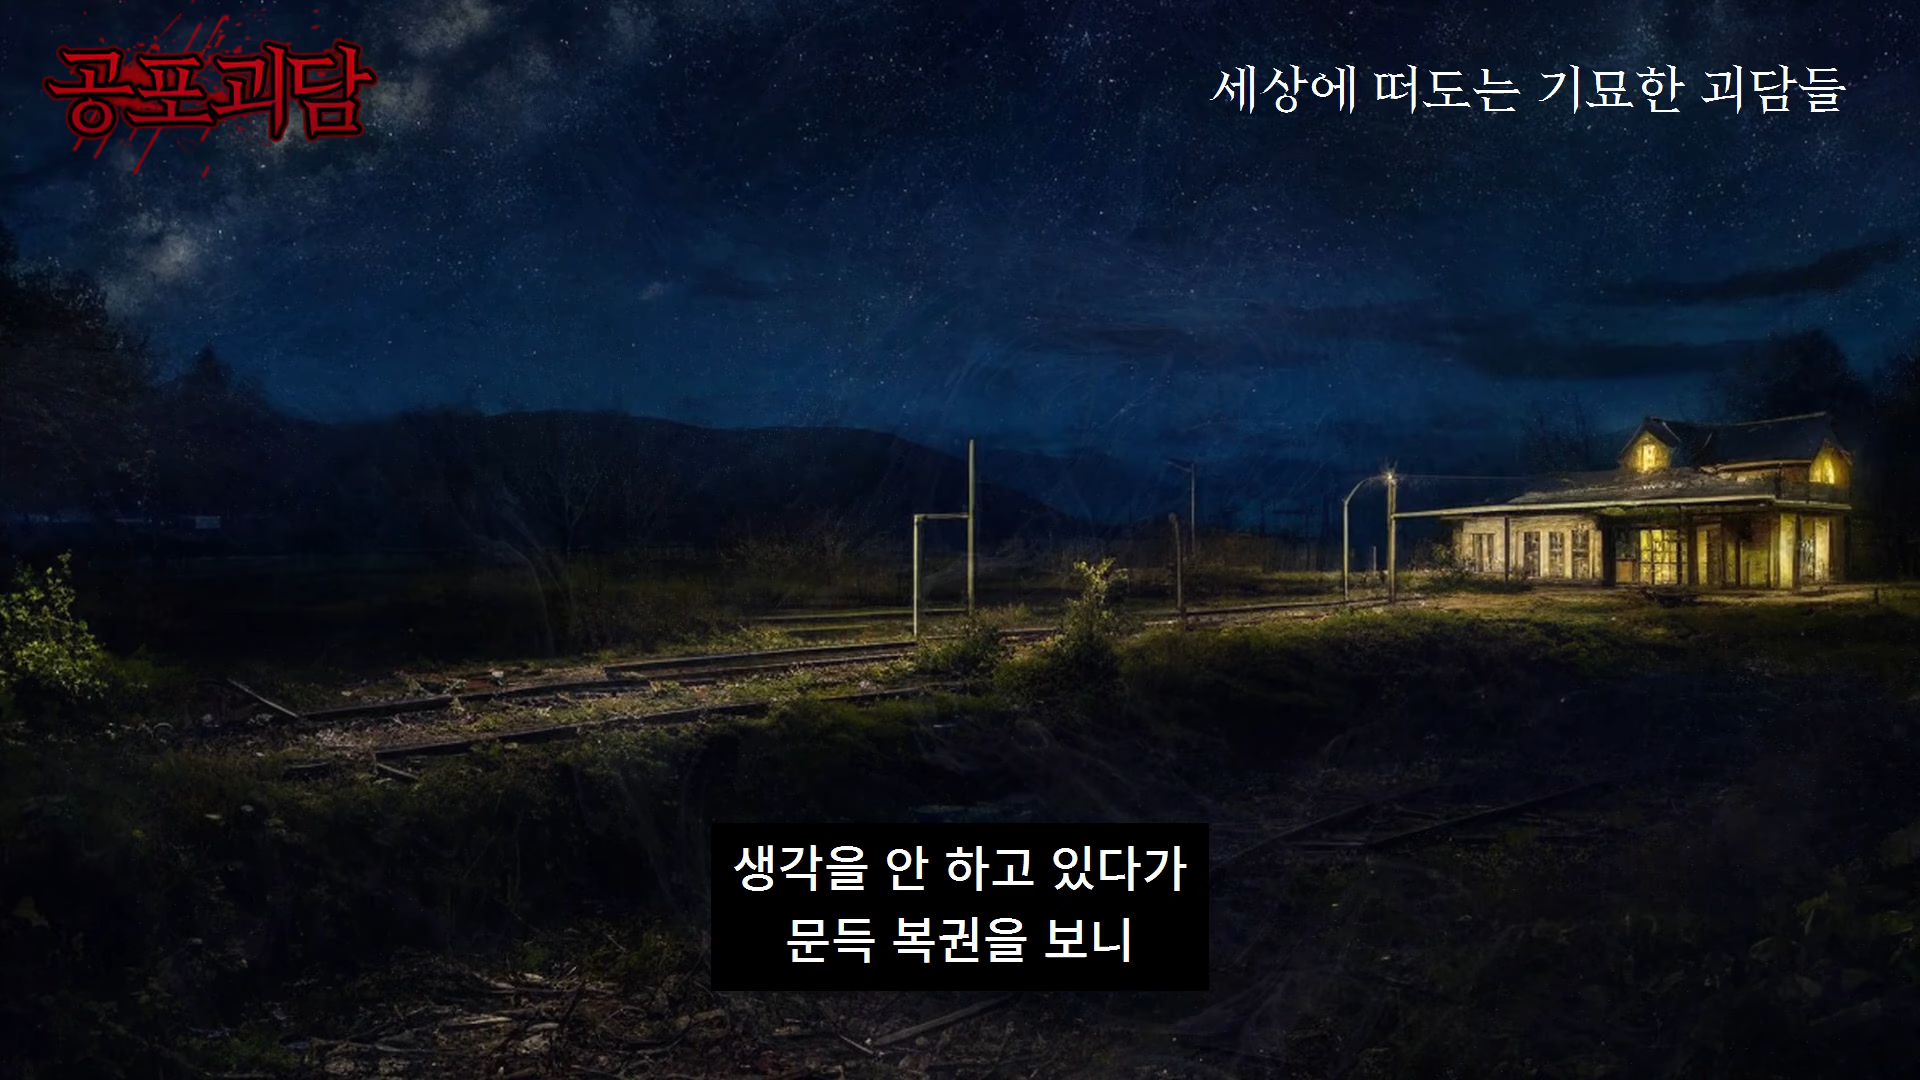 공포괴담
세상에 떠도는 기묘한 괴담들
생각을 안 하고 있다가
문득 복권을 보니